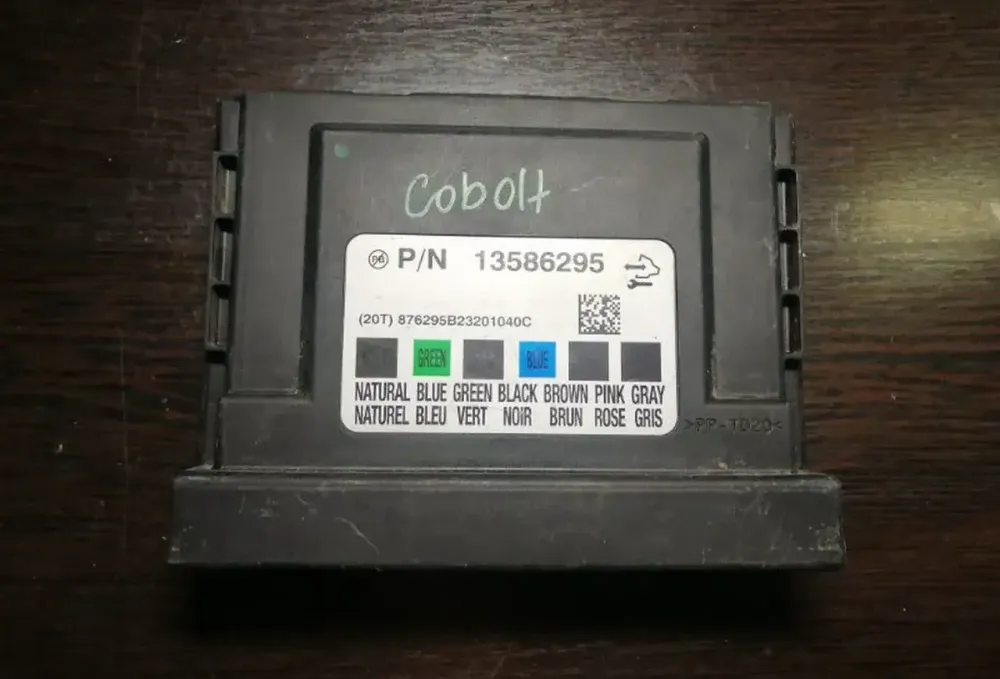 Cobolt
PB P/N 13586295
(20T) 876295B23201040C
GREEN BLUE
NATURAL BLUE GREEN BLACK BROWN PINK GRAY
NATUREL BLEU VERT NOIR BRUN ROSE GRIS
>PP-TD20<